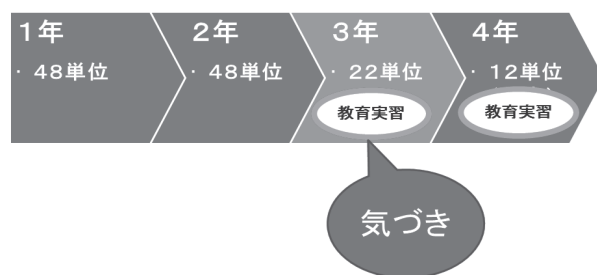 1年
・48単位
2年
・48単位
3年
・22単位
教育実習
4年
・12単位
教育実習
気づき